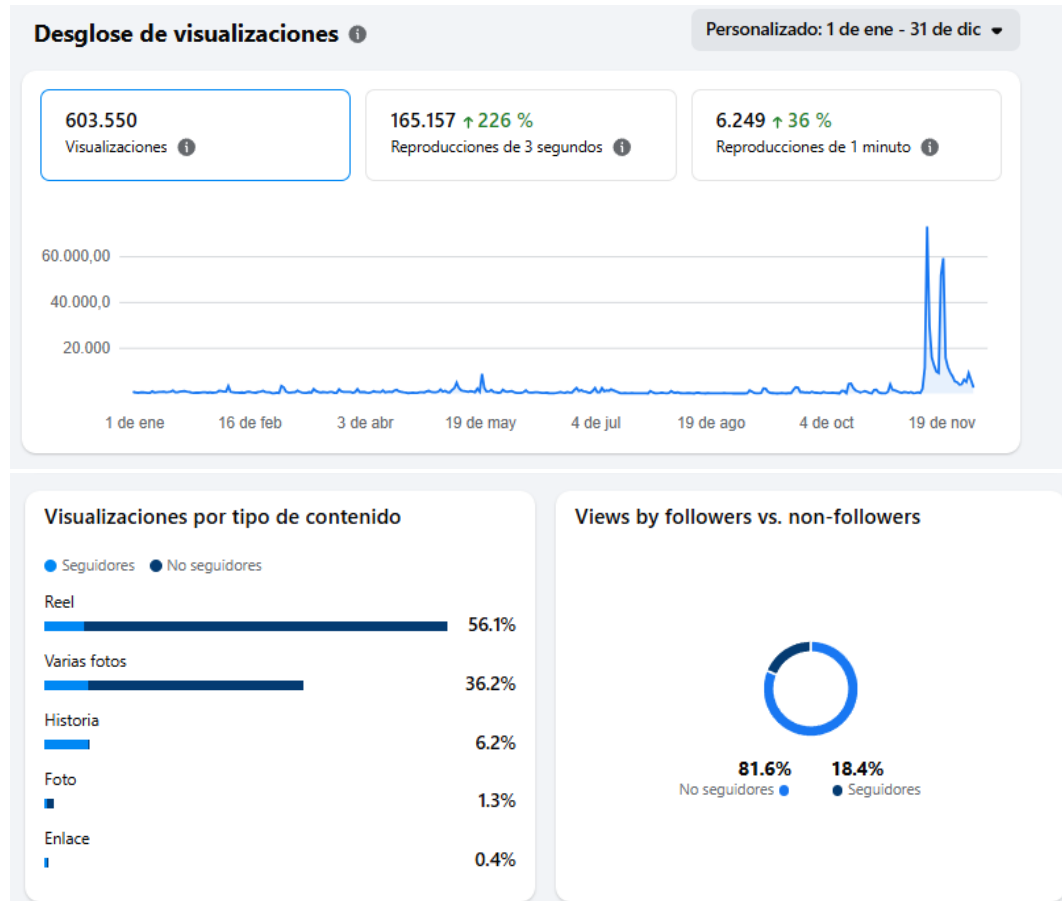 Desglose de visualizaciones
Personalizado: 1 de ene - 31 de dic
603.550
Visualizaciones
165.157 ↑ 226 %
Reproducciones de 3 segundos
6.249 ↑ 36 %
Reproducciones de 1 minuto
60.000,00
40.000,0
20.000
1 de ene 16 de feb 3 de abr 19 de may 4 de jul 19 de ago 4 de oct 19 de nov
Visualizaciones por tipo de contenido
Seguidores No seguidores
Reel
56.1%
Varias fotos
36.2%
Historia
6.2%
Foto
1.3%
Enlace
0.4%
Views by followers vs. non-followers
81.6% 18.4%
No seguidores Seguidores